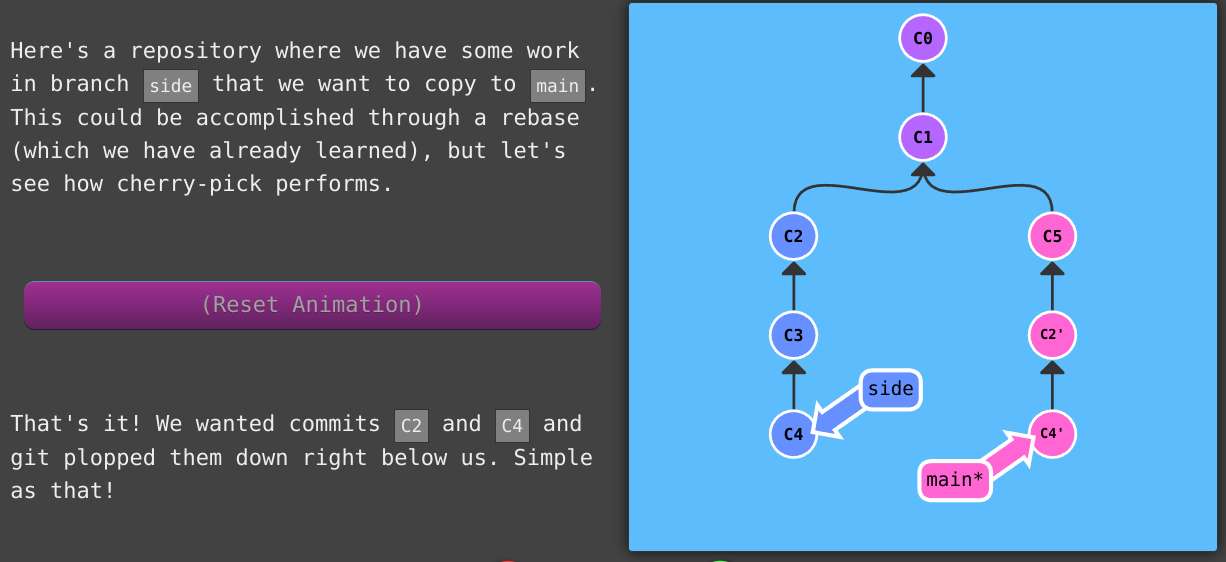 Here's a repository where we have some work
in branch side that we want to copy to main.
This could be accomplished through a rebase
(which we have already learned), but let's
see how cherry-pick performs.
(Reset Animation)
That's it! We wanted commits C2 and C4 and
git plopped them down right below us. Simple
as that!
C0
C1
C2
C5
C3
C2'
side
C4
C4'
main*